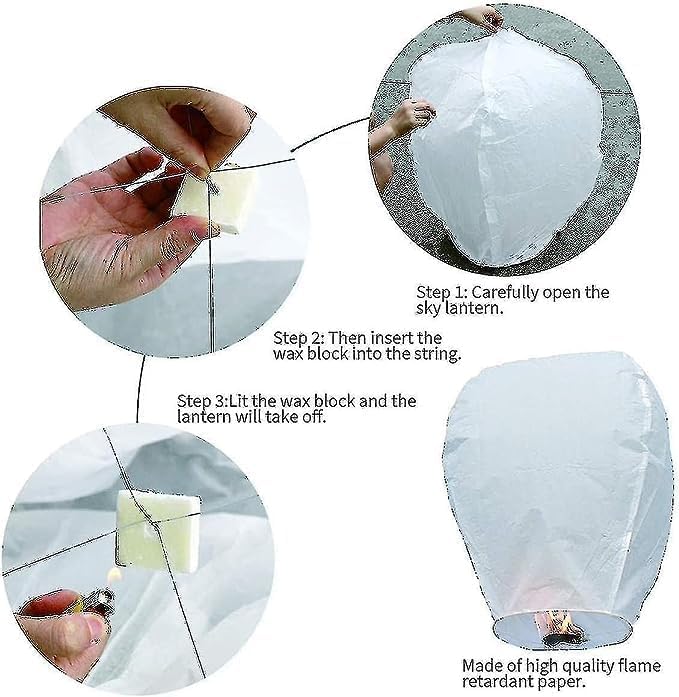 Step 1: Carefully open the
sky lantern.
Step 2: Then insert the
wax block into the string.
Step 3:Lit the wax block and the
lantern will take off.
Made of high quality flame
retardant paper.